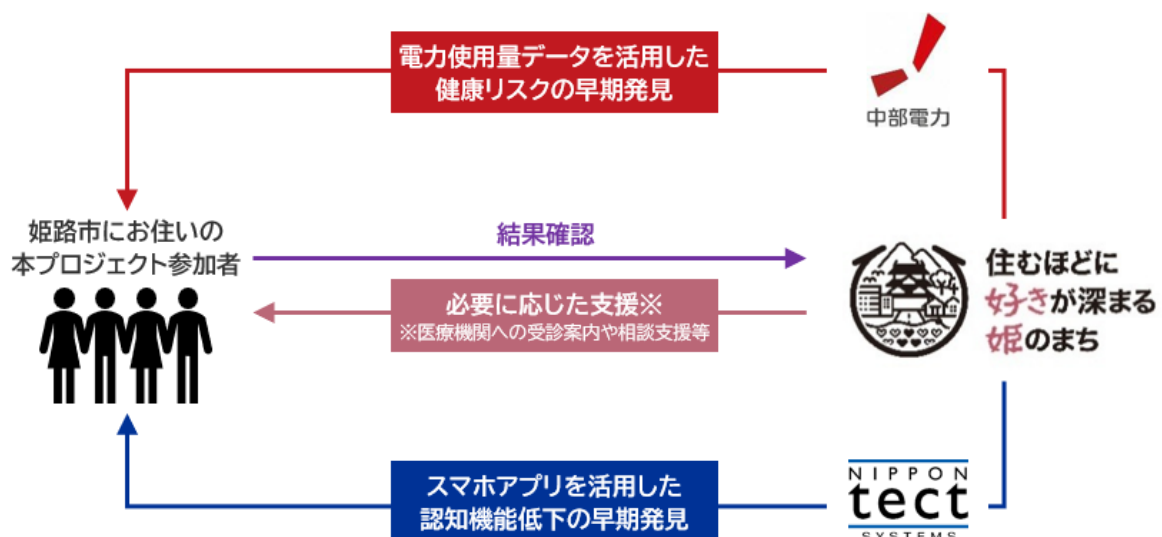 電力使用量データを活用した
健康リスクの早期発見
中部電力
姫路市にお住いの
本プロジェクト参加者
結果確認
必要に応じた支援※
※医療機関への受診案内や相談支援等
住むほどに
好きが深まる
姫のまち
スマホアプリを活用した
認知機能低下の早期発見
NIPPON
tect
SYSTEMS